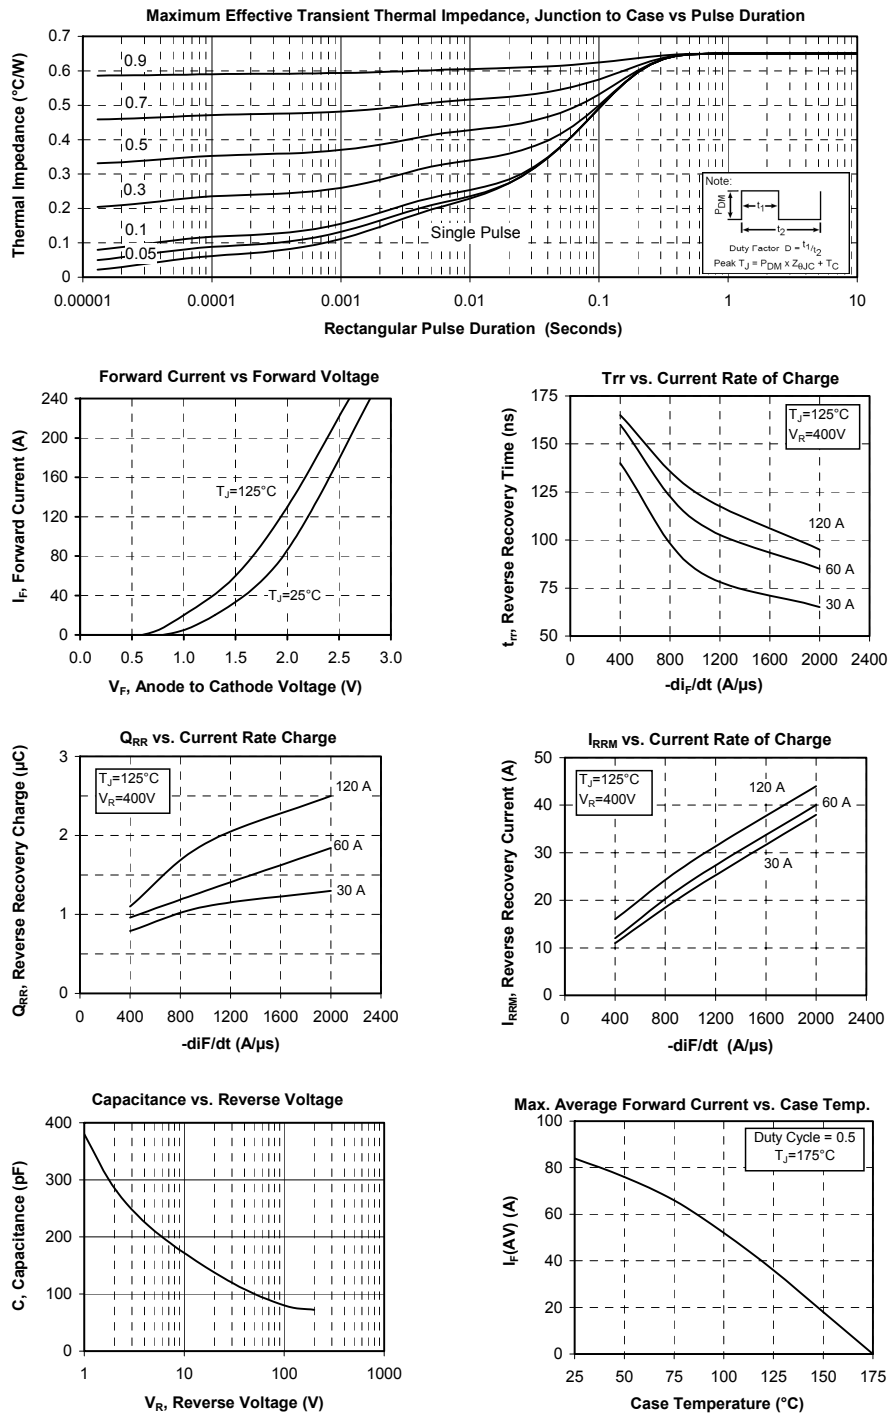 Maximum Effective Transient Thermal Impedance, Junction to Case vs Pulse Duration
Thermal Impedance (°C/W)
0.7
0.6
0.5
0.4
0.3
0.2
0.1
0
0.9
0.7
0.5
0.3
0.1
0.05
Single Pulse
Note:
PDM
t1
t2
Duty Factor D = t1/t2
Peak TJ = PDM x ZθJC + TC
0.00001 0.0001 0.001 0.01 0.1 1 10
Rectangular Pulse Duration (Seconds)
Forward Current vs Forward Voltage
IF, Forward Current (A)
240
200
160
120
80
40
0
TJ=125°C
TJ=25°C
0.0 0.5 1.0 1.5 2.0 2.5 3.0
VF, Anode to Cathode Voltage (V)
Trr vs. Current Rate of Charge
trr, Reverse Recovery Time (ns)
175
150
125
100
75
50
TJ=125°C
VR=400V
120 A
60 A
30 A
0 400 800 1200 1600 2000 2400
-diF/dt (A/µs)
QRR vs. Current Rate Charge
QRR, Reverse Recovery Charge (µC)
3
2
1
0
TJ=125°C
VR=400V
120 A
60 A
30 A
0 400 800 1200 1600 2000 2400
-diF/dt (A/µs)
IRRM vs. Current Rate of Charge
IRRM, Reverse Recovery Current (A)
50
40
30
20
10
0
TJ=125°C
VR=400V
120 A
60 A
30 A
0 400 800 1200 1600 2000 2400
-diF/dt (A/µs)
Capacitance vs. Reverse Voltage
C, Capacitance (pF)
400
300
200
100
0
1 10 100 1000
VR, Reverse Voltage (V)
Max. Average Forward Current vs. Case Temp.
IF(AV) (A)
100
80
60
40
20
0
Duty Cycle = 0.5
TJ=175°C
25 50 75 100 125 150 175
Case Temperature (°C)